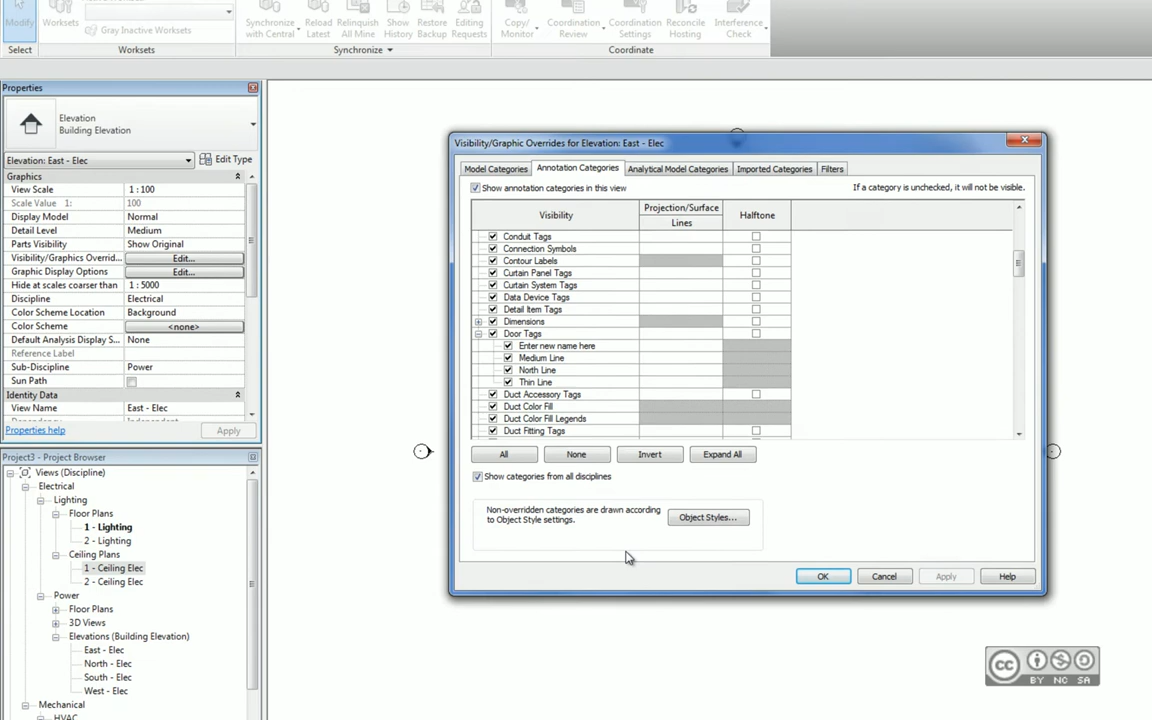 Modify
Worksets
Gray Inactive Worksets
Synchronize with Central
Reload Latest
Relinquish All Mine
Show History
Restore Backup
Editing Requests
Copy/ Monitor
Coordination Review
Coordination Settings
Reconcile Hosting
Interference Check
Select
Worksets
Synchronize
Coordinate
Properties
Elevation
Building Elevation
Elevation: East - Elec
Edit Type
Graphics
View Scale 1 : 100
Scale Value 1: 100
Display Model Normal
Detail Level Medium
Parts Visibility Show Original
Visibility/Graphics Overrid... Edit...
Graphic Display Options Edit...
Hide at scales coarser than 1 : 5000
Discipline Electrical
Color Scheme Location Background
Color Scheme <none>
Default Analysis Display S... None
Reference Label
Sub-Discipline Power
Sun Path
Identity Data
View Name East - Elec
Properties help
Apply
Project3 - Project Browser
Views (Discipline)
Electrical
Lighting
Floor Plans
1 - Lighting
2 - Lighting
Ceiling Plans
1 - Ceiling Elec
2 - Ceiling Elec
Power
Floor Plans
3D Views
Elevations (Building Elevation)
East - Elec
North - Elec
South - Elec
West - Elec
Mechanical
HVAC
Visibility/Graphic Overrides for Elevation: East - Elec
Model Categories
Annotation Categories
Analytical Model Categories
Imported Categories
Filters
Show annotation categories in this view
If a category is unchecked, it will not be visible.
Visibility
Projection/Surface
Lines
Halftone
Conduit Tags
Connection Symbols
Contour Labels
Curtain Panel Tags
Curtain System Tags
Data Device Tags
Detail Item Tags
Dimensions
Door Tags
Enter new name here
Medium Line
North Line
Thin Line
Duct Accessory Tags
Duct Color Fill
Duct Color Fill Legends
Duct Fitting Tags
All
None
Invert
Expand All
Show categories from all disciplines
Non-overridden categories are drawn according
to Object Style settings.
Object Styles...
OK
Cancel
Apply
Help
cc
BY NC SA